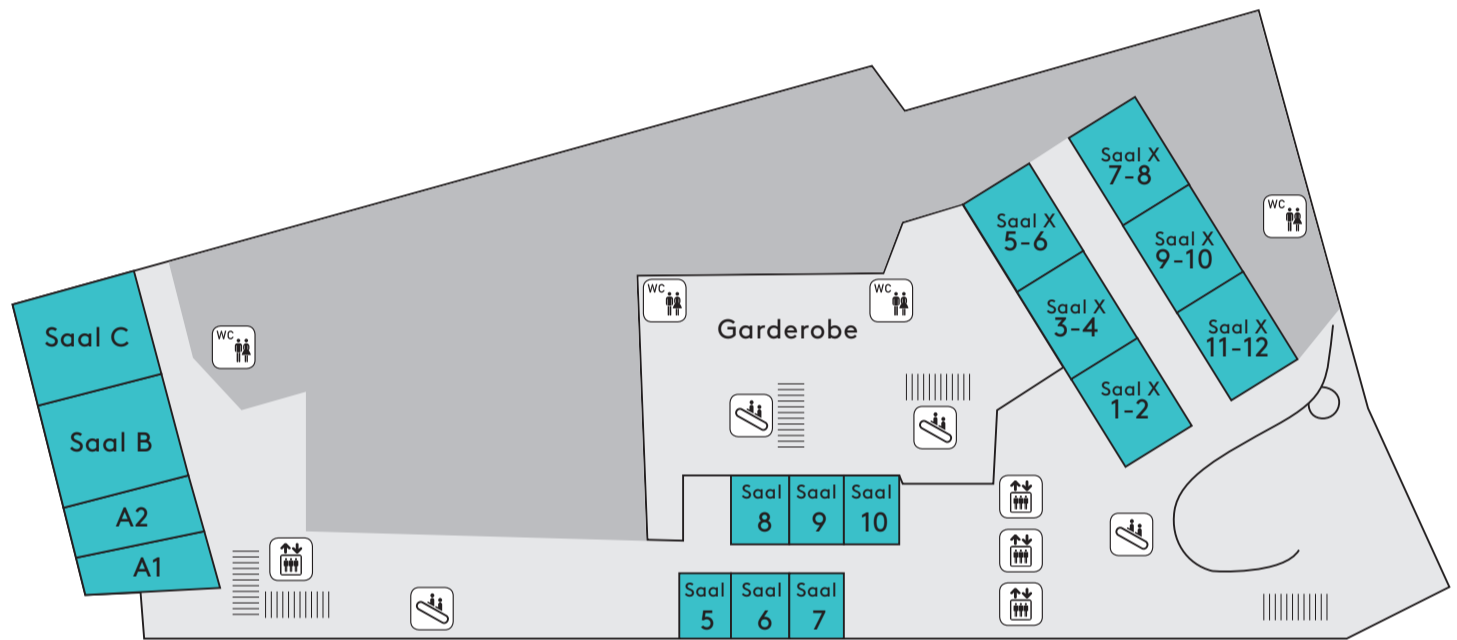 Saal X
7-8
Saal X
5-6
WC
Saal X
9-10
WC
WC
Saal X
3-4
Garderobe
Saal C
WC
Saal X
11-12
Saal X
1-2
Saal B
Saal
8
Saal
9
Saal
10
A2
A1
Saal
5
Saal
6
Saal
7